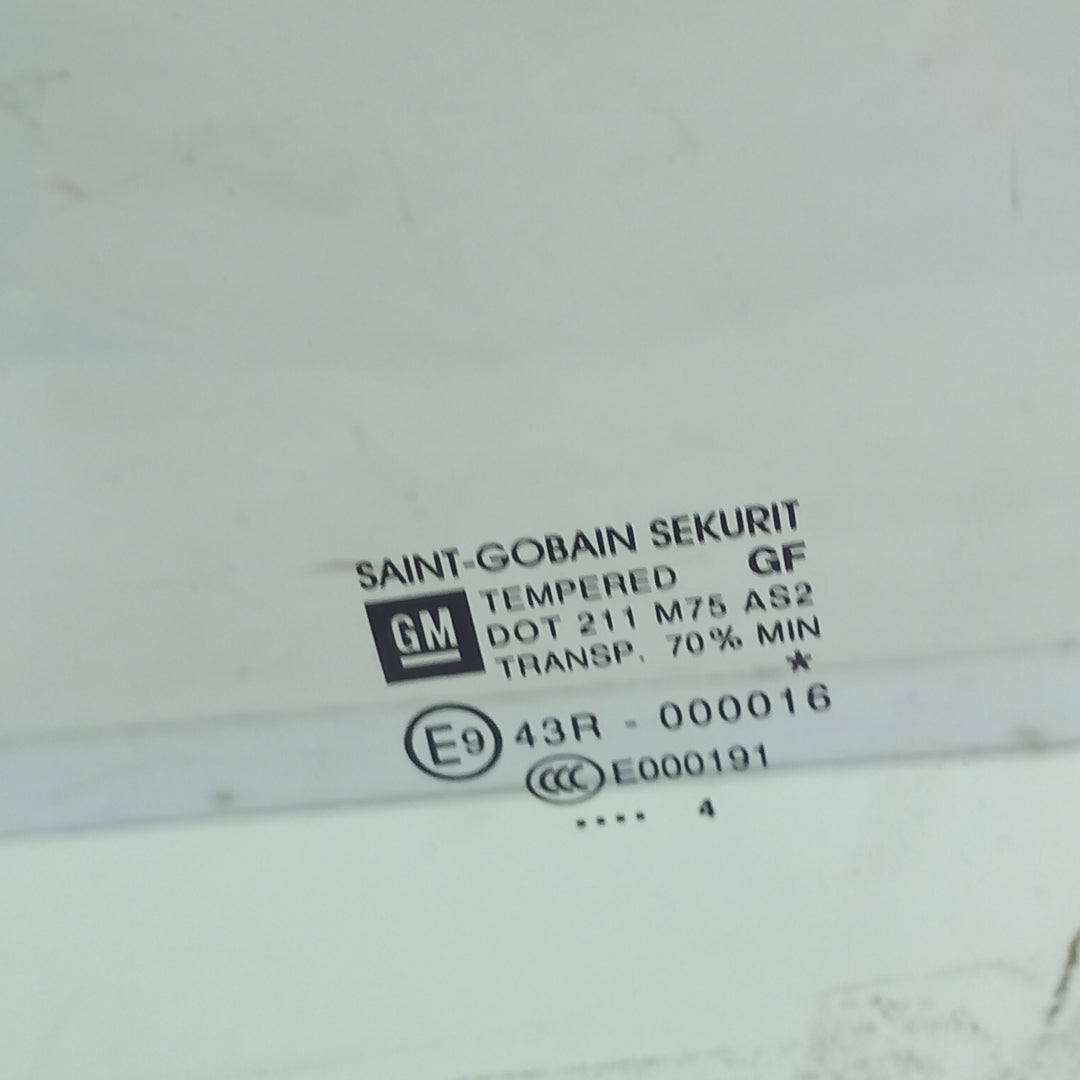 SAINT-GOBAIN SEKURIT
GM TEMPERED GF
DOT 211 M75 AS2
TRANSP. 70% MIN
*
E9 43R - 000016
CCC E000191
.... 4